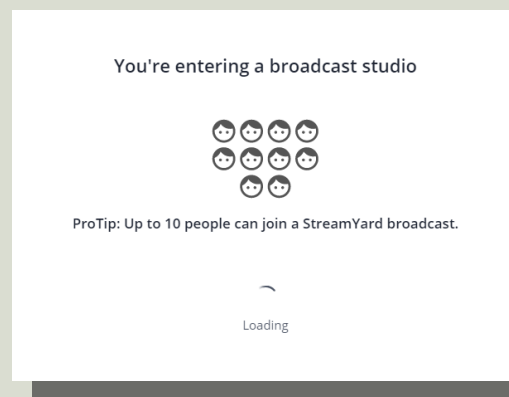 You're entering a broadcast studio
ProTip: Up to 10 people can join a StreamYard broadcast.
Loading